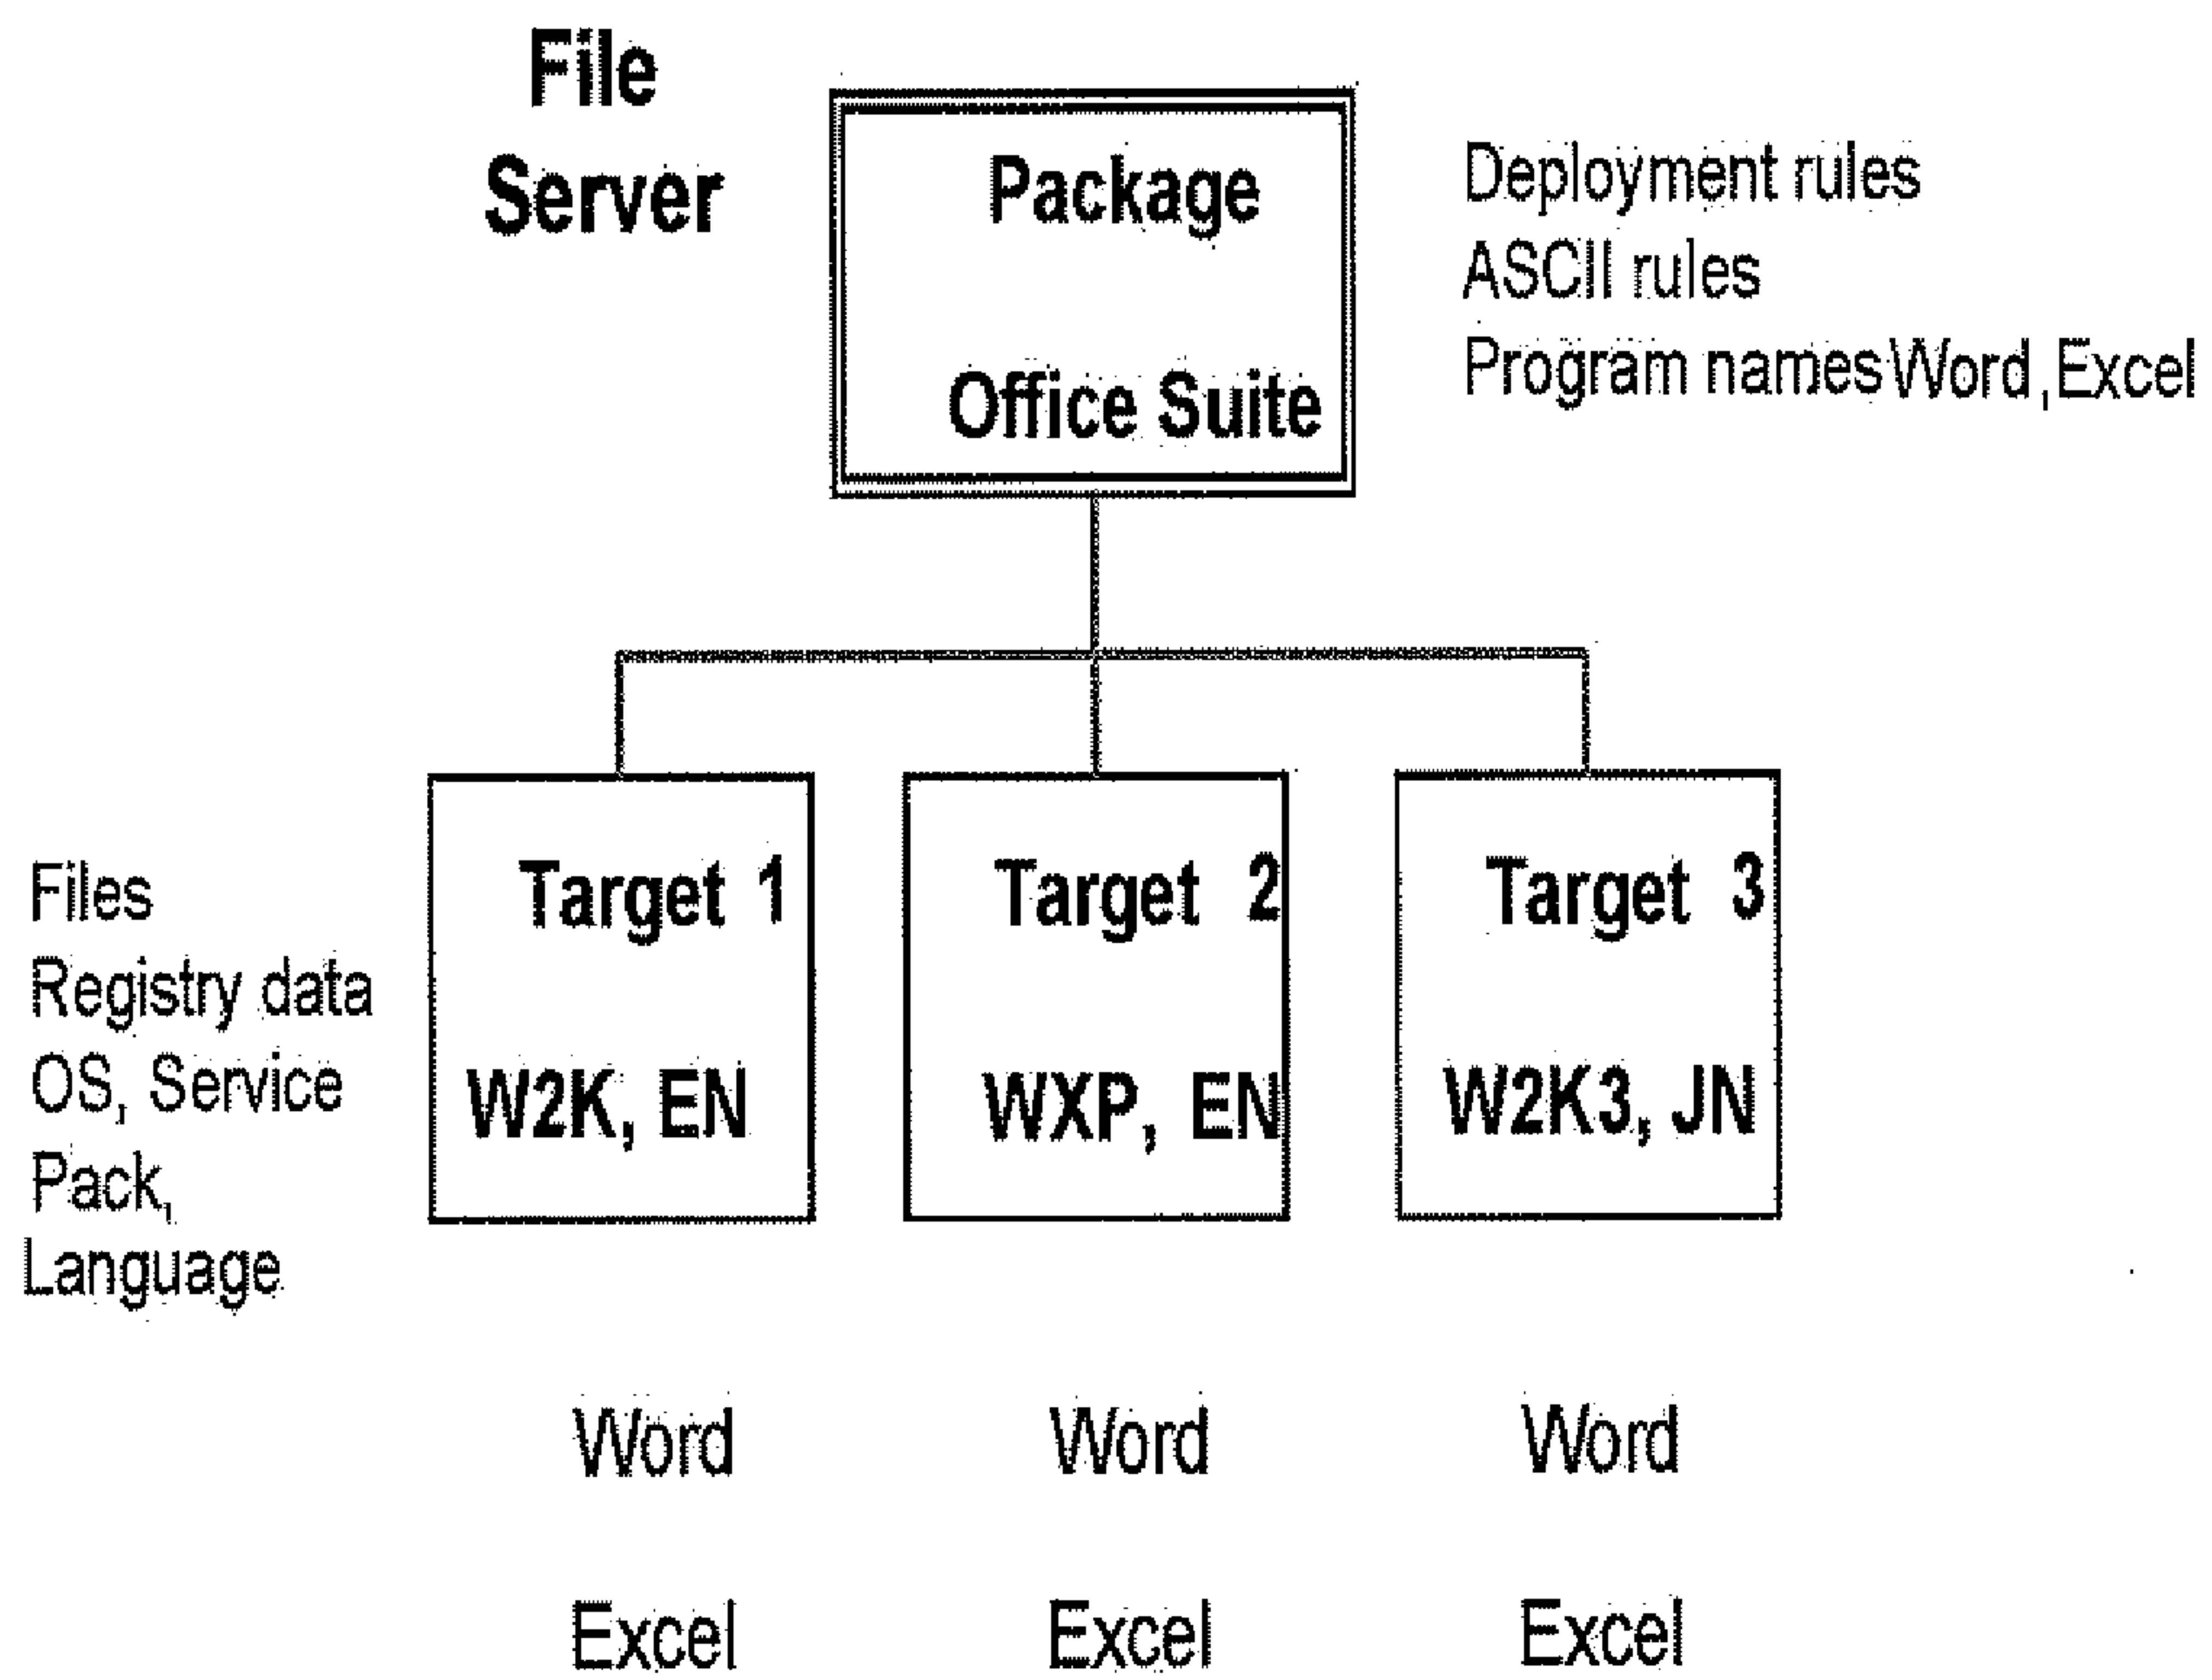 File
Server
Package
Office Suite
Deployment rules
ASCII rules
Program names Word, Excel
Files
Registry data
OS, Service
Pack,
Language
Target 1
W2K, EN
Target 2
WXP, EN
Target 3
W2K3, JN
Word
Excel
Word
Excel
Word
Excel